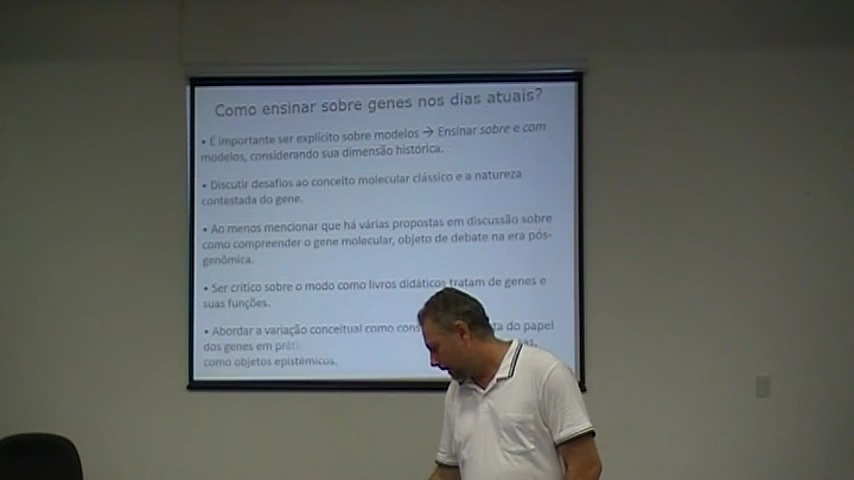 Como ensinar sobre genes nos dias atuais?
• É importante ser explícito sobre modelos → Ensinar sobre e com
modelos, considerando sua dimensão histórica.
• Discutir desafios ao conceito molecular clássico e a natureza
contestada do gene.
• Ao menos mencionar que há várias propostas em discussão sobre
como compreender o gene molecular, objeto de debate na era pós-
genômica.
• Ser crítico sobre o modo como livros didáticos tratam de genes e
suas funções.
• Abordar a variação conceitual como do papel
dos genes em
como objetos epistêmicos.